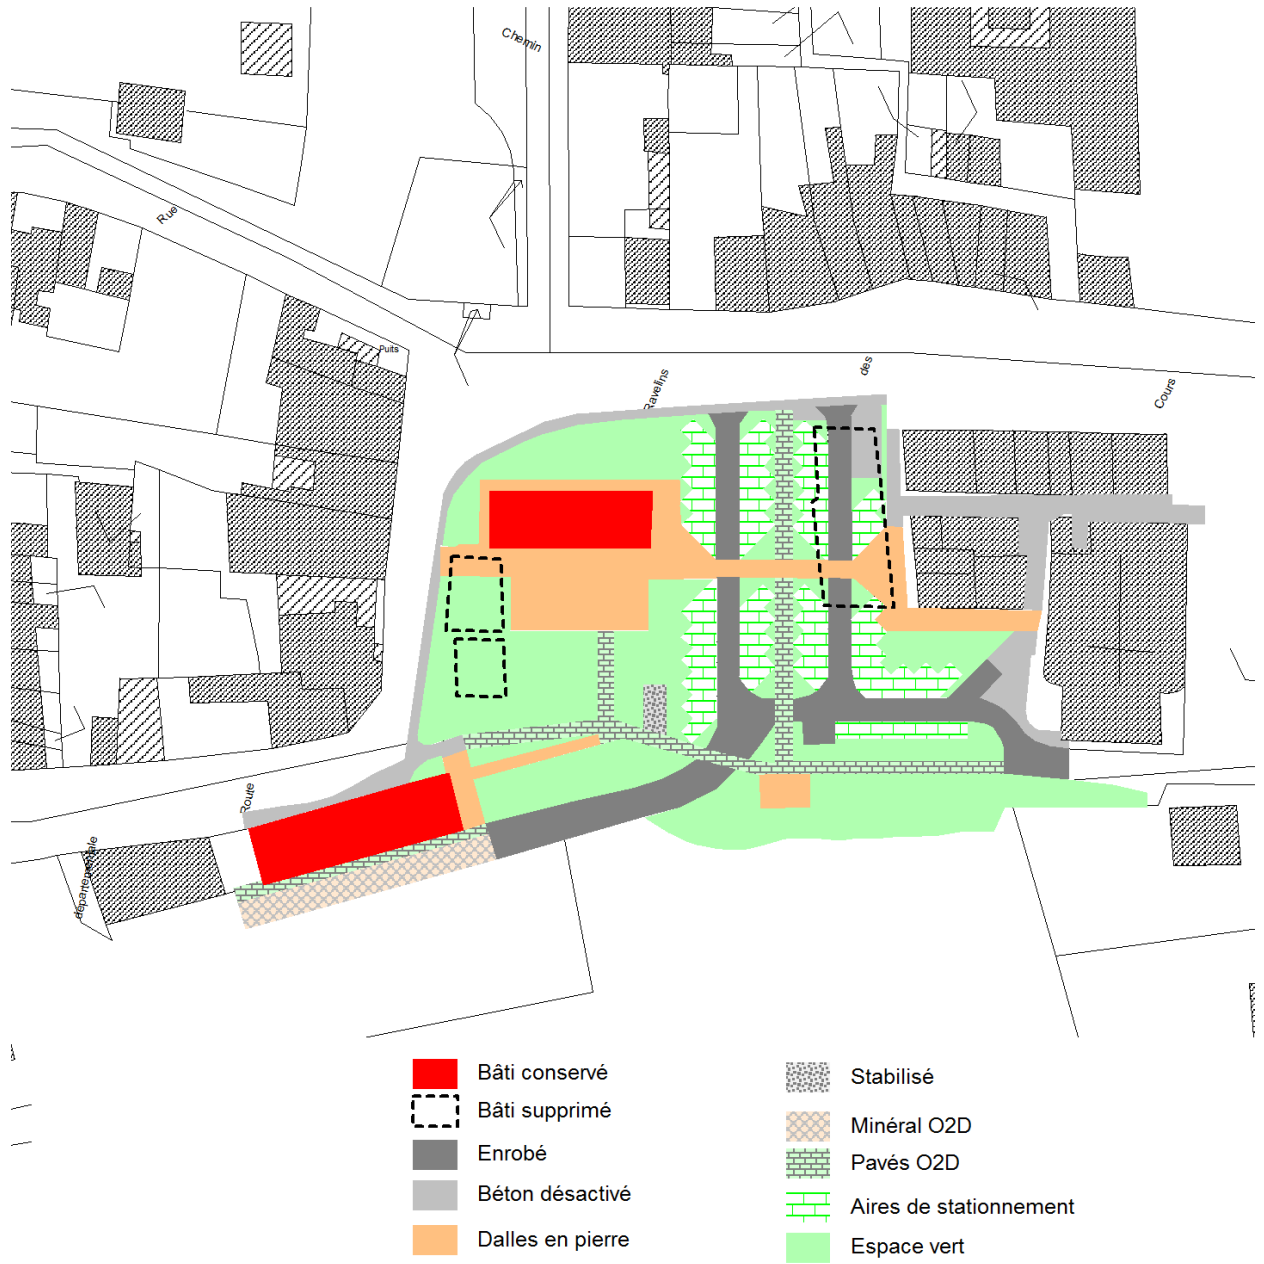 Chemin
Rue
Puits
Ravelins
des
Cours
Route
départementale
Bâti conservé
Bâti supprimé
Enrobé
Béton désactivé
Dalles en pierre
Stabilisé
Minéral O2D
Pavés O2D
Aires de stationnement
Espace vert